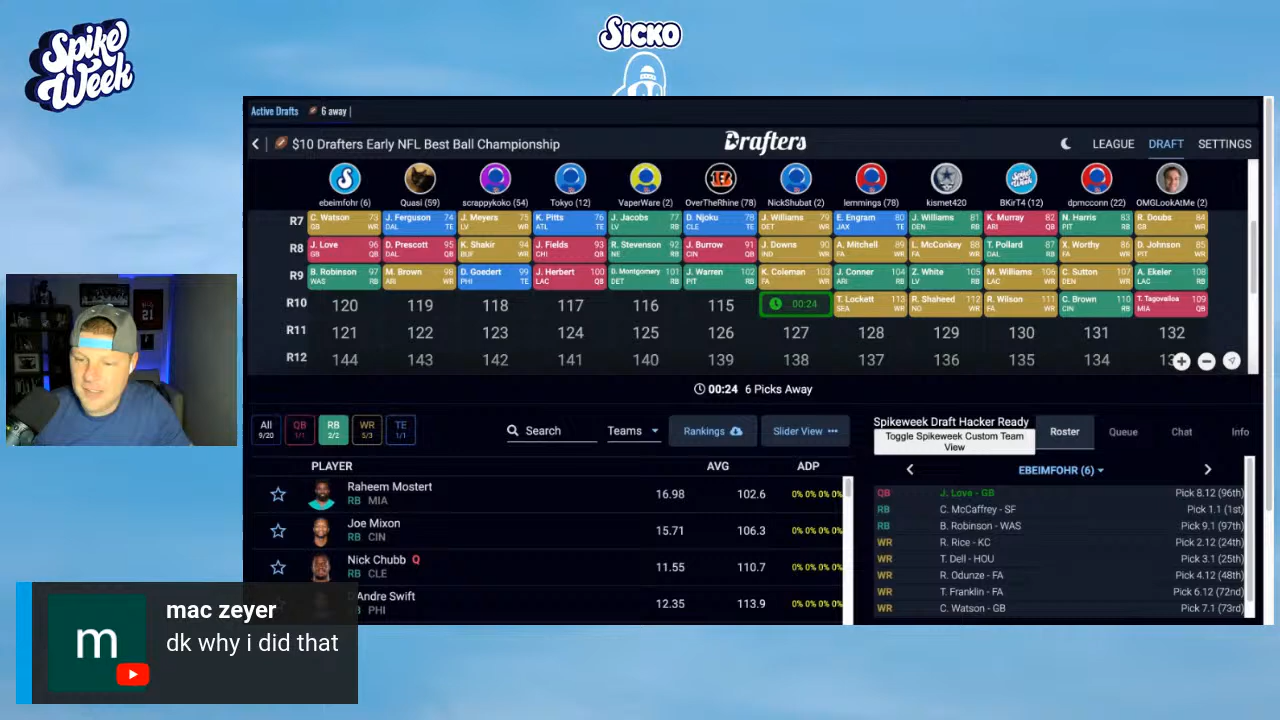 Spike
Week
SICKO
Active Drafts 6 away |
$10 Drafters Early NFL Best Ball Championship
Drafters
LEAGUE DRAFT SETTINGS
ebeimfohr (6) Quasi (59) scrappykoko (54) Tokyo (12) VaperWare (2) OverTheRhine (78) NickShubat (2) lemmings (78) kismet420 BKirT4 (12) dpmcconn (22) OMGLookAtMe (2)
R7 C. Watson 73 GB WR J. Ferguson 74 DAL TE J. Meyers 75 LV WR K. Pitts 76 ATL TE J. Jacobs 77 LV RB D. Njoku 78 CLE TE J. Williams 79 DET WR E. Engram 80 JAX TE J. Williams 81 DEN RB K. Murray 82 ARI QB N. Harris 83 PIT RB R. Doubs 84 GB WR
R8 J. Love 96 GB QB D. Prescott 95 DAL QB K. Shakir 94 BUF WR J. Fields 93 CHI QB R. Stevenson 92 NE RB J. Burrow 91 CIN QB J. Downs 90 IND WR A. Mitchell 89 FA WR L. McConkey 88 FA WR T. Pollard 87 DAL RB X. Worthy 86 FA WR D. Johnson 85 PIT WR
R9 B. Robinson 97 WAS RB M. Brown 98 ARI WR D. Goedert 99 PHI TE J. Herbert 100 LAC QB D. Montgomery 101 DET RB J. Warren 102 PIT RB K. Coleman 103 FA WR J. Conner 104 ARI RB Z. White 105 LV RB M. Williams 106 LAC WR C. Sutton 107 DEN WR A. Ekeler 108 LAC RB
R10 120 119 118 117 116 115 00:24 T. Lockett 113 SEA WR R. Shaheed 112 NO WR R. Wilson 111 FA WR C. Brown 110 CIN RB T. Tagovailoa 109 MIA QB
R11 121 122 123 124 125 126 127 128 129 130 131 132
R12 144 143 142 141 140 139 138 137 136 135 134
00:24 6 Picks Away
All 9/20 QB 1/1 RB 2/2 WR 5/3 TE 1/1
Search Teams Rankings Slider View
Spikeweek Draft Hacker Ready
Toggle Spikeweek Custom Team View
Roster Queue Chat Info
EBEIMFOHR (6)
PLAYER AVG ADP
Raheem Mostert
RB MIA 16.98 102.6 0% 0% 0% 0%
Joe Mixon
RB CIN 15.71 106.3 0% 0% 0% 0%
Nick Chubb Q
RB CLE 11.55 110.7 0% 0% 0% 0%
D'Andre Swift
RB PHI 12.35 113.9 0% 0% 0% 0%
QB J. Love - GB Pick 8.12 (96th)
RB C. McCaffrey - SF Pick 1.1 (1st)
RB B. Robinson - WAS Pick 9.1 (97th)
WR R. Rice - KC Pick 2.12 (24th)
WR T. Dell - HOU Pick 3.1 (25th)
WR R. Odunze - FA Pick 4.12 (48th)
WR T. Franklin - FA Pick 6.12 (72nd)
WR C. Watson - GB Pick 7.1 (73rd)
m
mac zeyer
dk why i did that